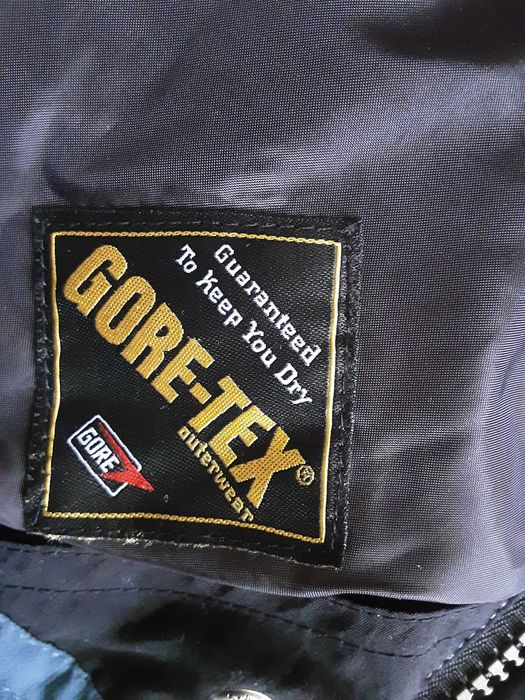 Guaranteed
To Keep You Dry
GORE-TEX®
outerwear
GORE